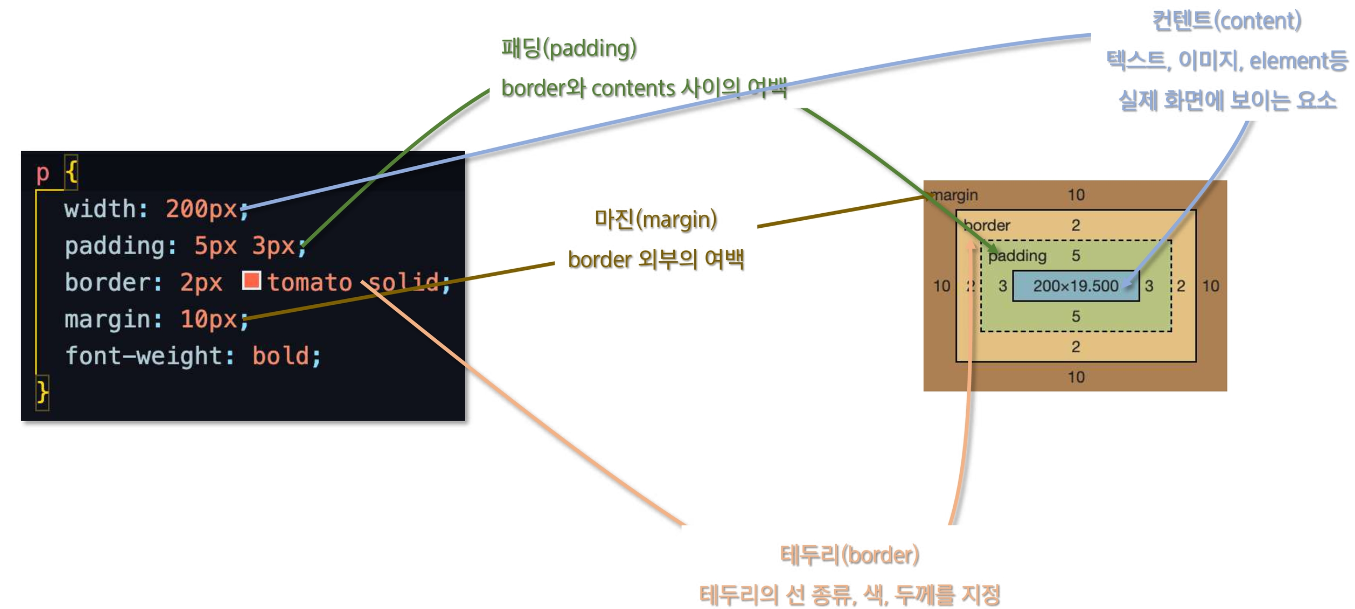 패딩(padding)
border와 contents 사이의 여백
컨텐트(content)
텍스트, 이미지, element등
실제 화면에 보이는 요소
p {
width: 200px;
padding: 5px 3px;
border: 2px tomato solid;
margin: 10px;
font-weight: bold;
}
마진(margin)
border 외부의 여백
margin 10
border 2
padding 5
10 2 3 200×19.500 3 2 10
5
2
10
테두리(border)
테두리의 선 종류, 색, 두께를 지정